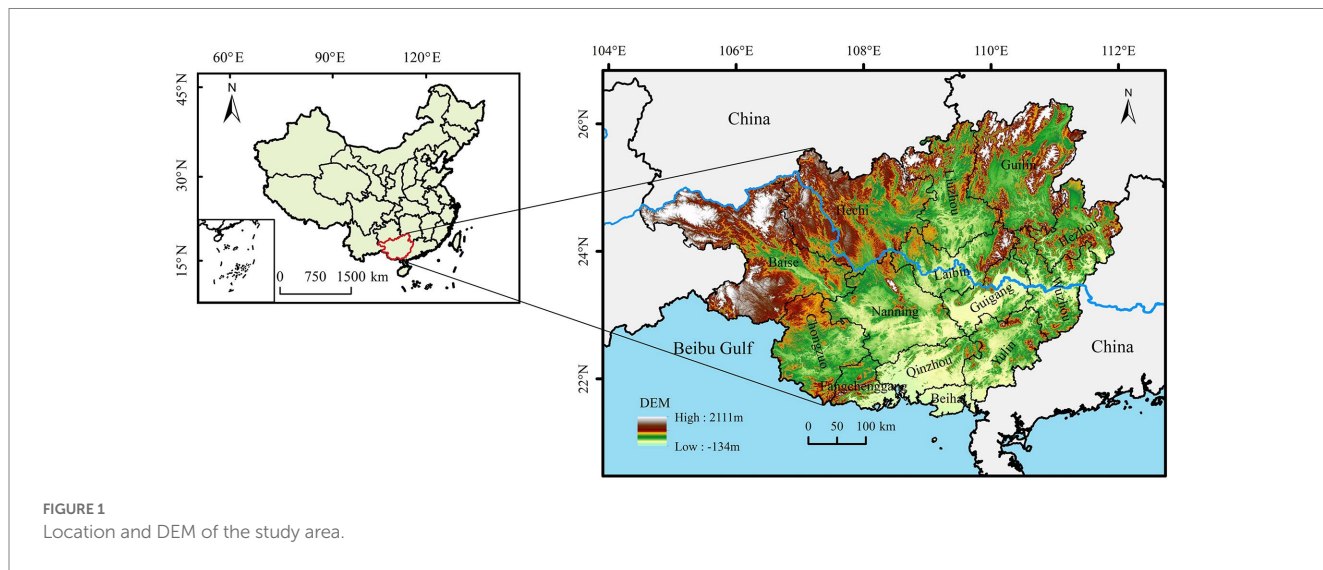 60°E 90°E 120°E
45°N
30°N
15°N
N
0 750 1500 km
104°E 106°E 108°E 110°E 112°E
26°N
24°N
22°N
N
China
Guilin
Liuzhou
Hechi
Hezhou
Baise
Laibin
Guigang
Wuzhou
Nanning
Chongzuo
Beibu Gulf
China
Yulin
Qinzhou
Fangchenggang
Beihai
DEM
High : 2111m
Low : -134m
0 50 100 km
FIGURE 1
Location and DEM of the study area.